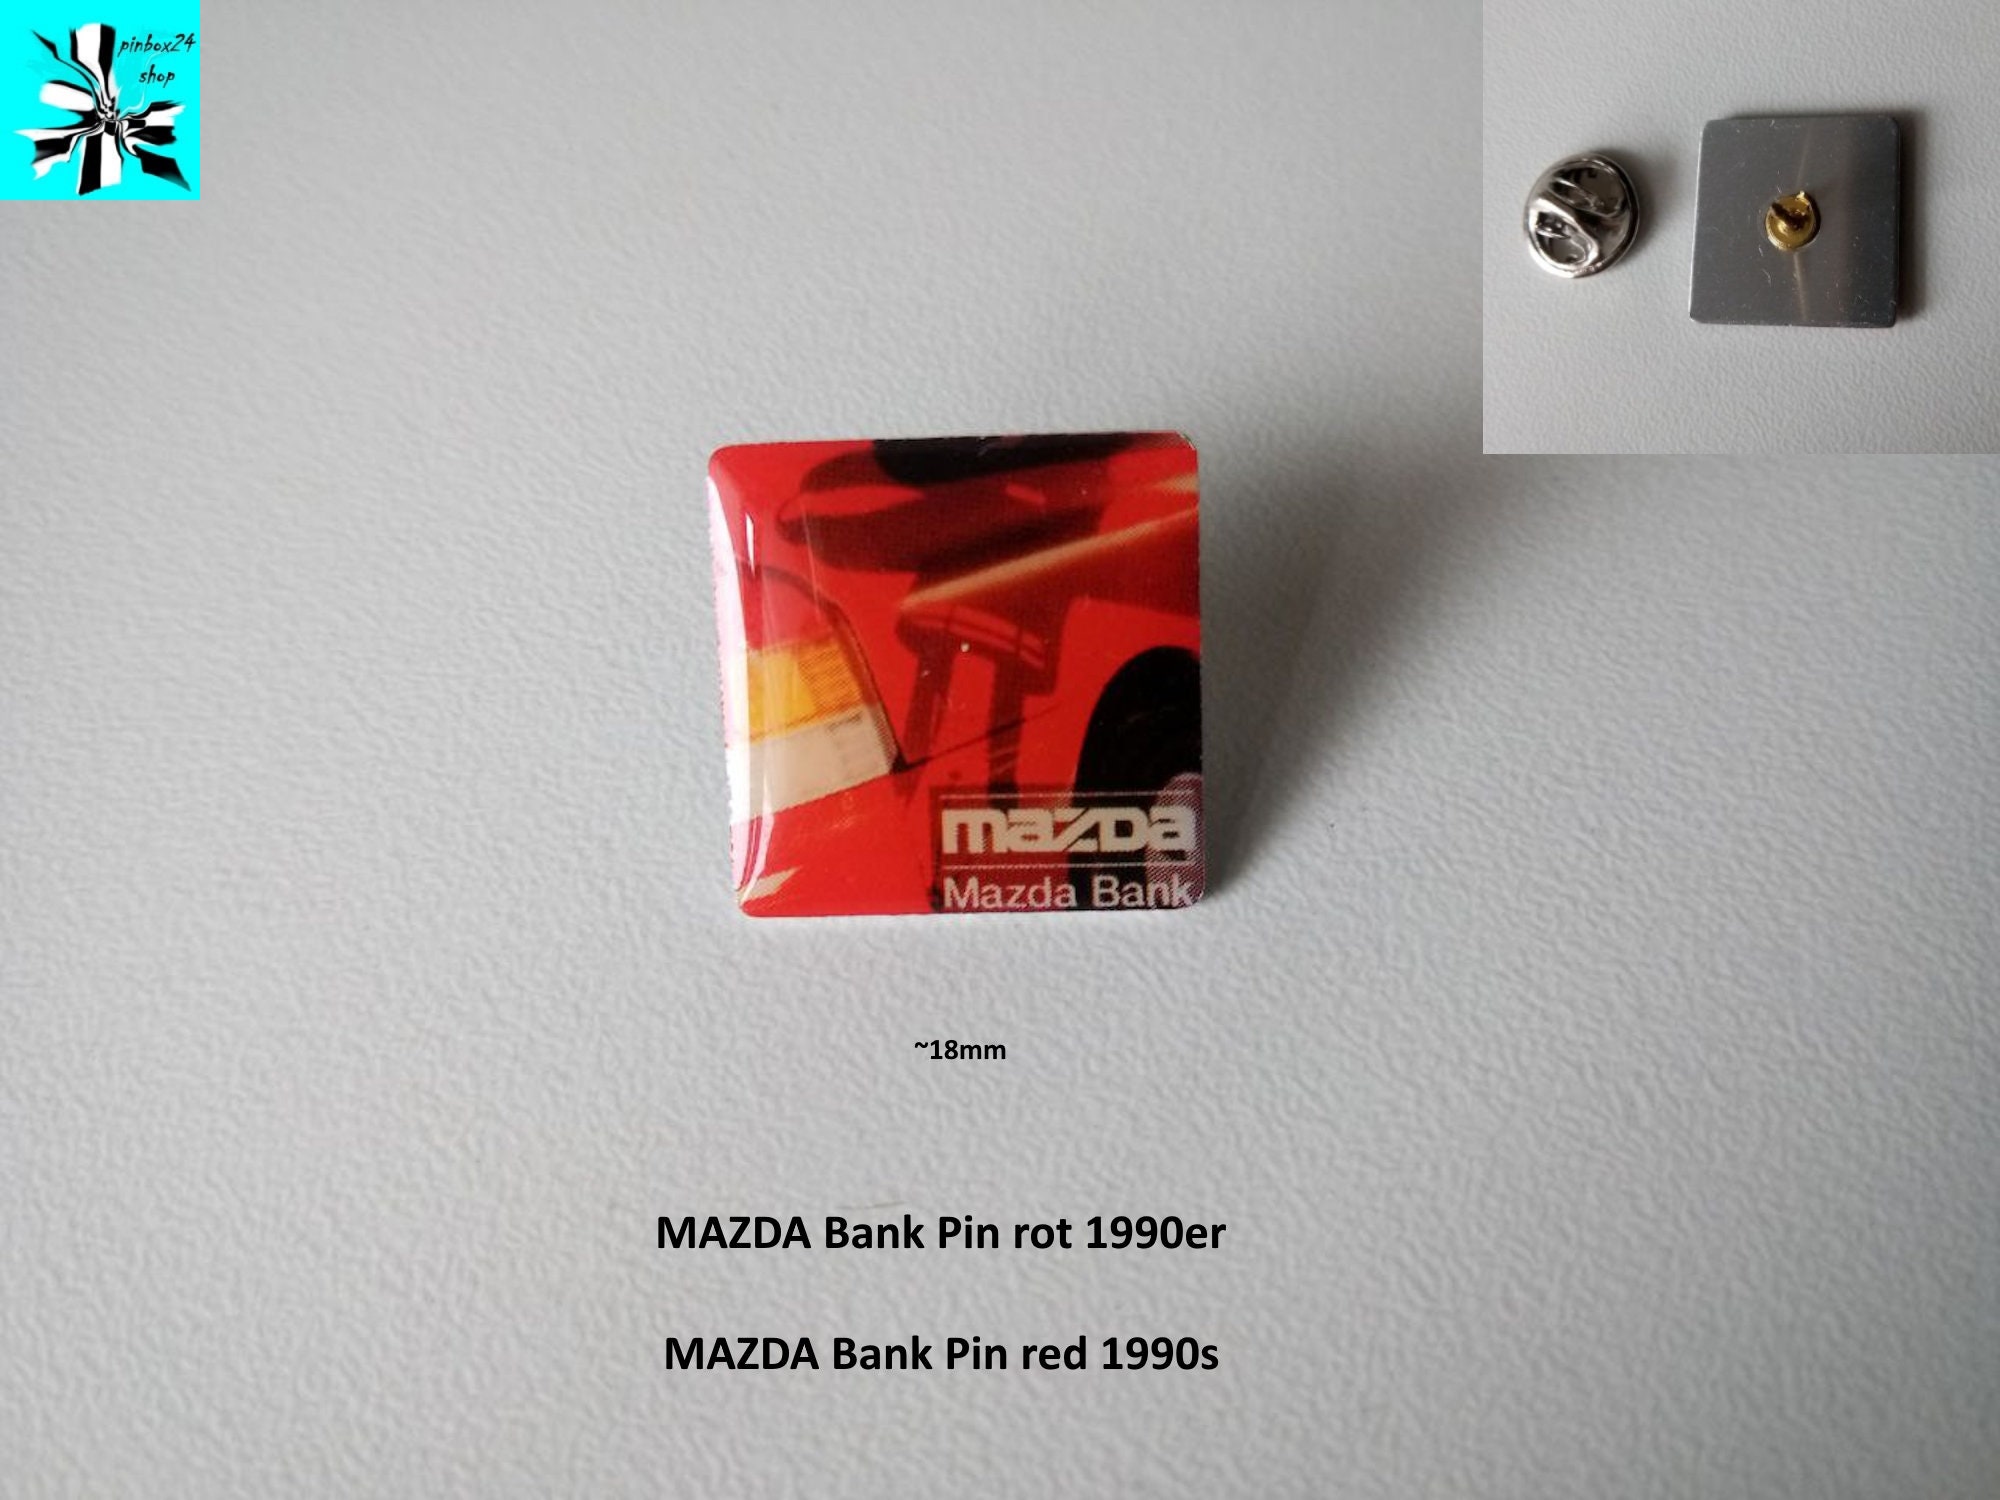 pinbox24
shop
mazda
Mazda Bank
~18mm
MAZDA Bank Pin rot 1990er
MAZDA Bank Pin red 1990s